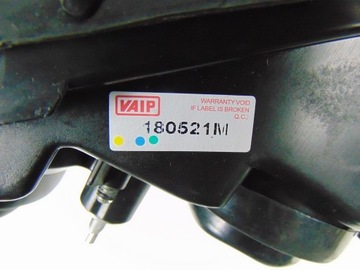 VAIP
WARRANTY VOID
IF LABEL IS BROKEN
Q.C.:
180521M